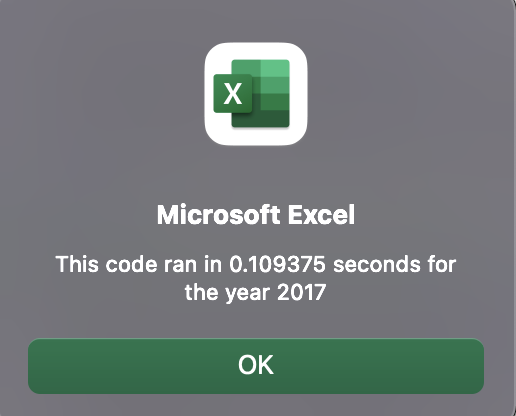 X
Microsoft Excel
This code ran in 0.109375 seconds for
the year 2017
OK